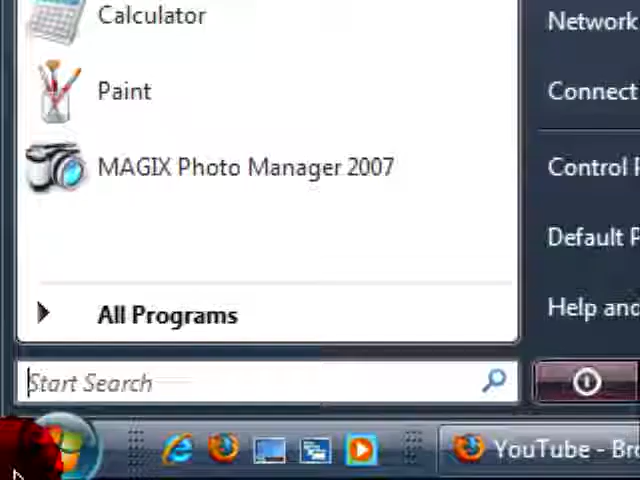 Calculator
Network
Paint
Connect
MAGIX Photo Manager 2007
Control
Default
Help and
All Programs
Start Search
YouTube - Bro